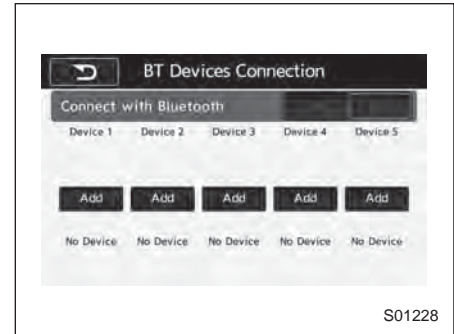 BT Devices Connection
Connect with Bluetooth
Device 1 Device 2 Device 3 Device 4 Device 5
Add Add Add Add Add
No Device No Device No Device No Device No Device
S01228